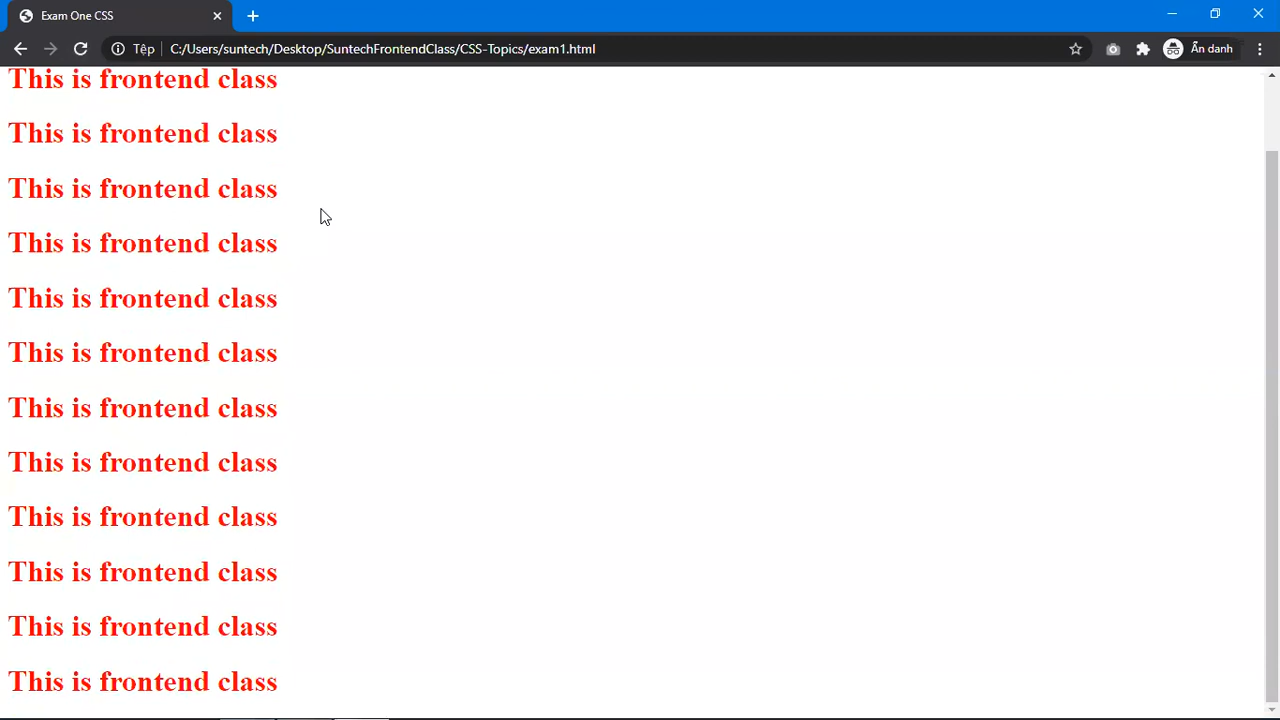 Exam One CSS
Tệp C:/Users/suntech/Desktop/SuntechFrontendClass/CSS-Topics/exam1.html Ẩn danh
This is frontend class
This is frontend class
This is frontend class
This is frontend class
This is frontend class
This is frontend class
This is frontend class
This is frontend class
This is frontend class
This is frontend class
This is frontend class
This is frontend class